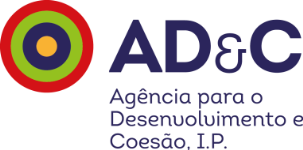 AD&C
Agência para o
Desenvolvimento e
Coesão, I.P.